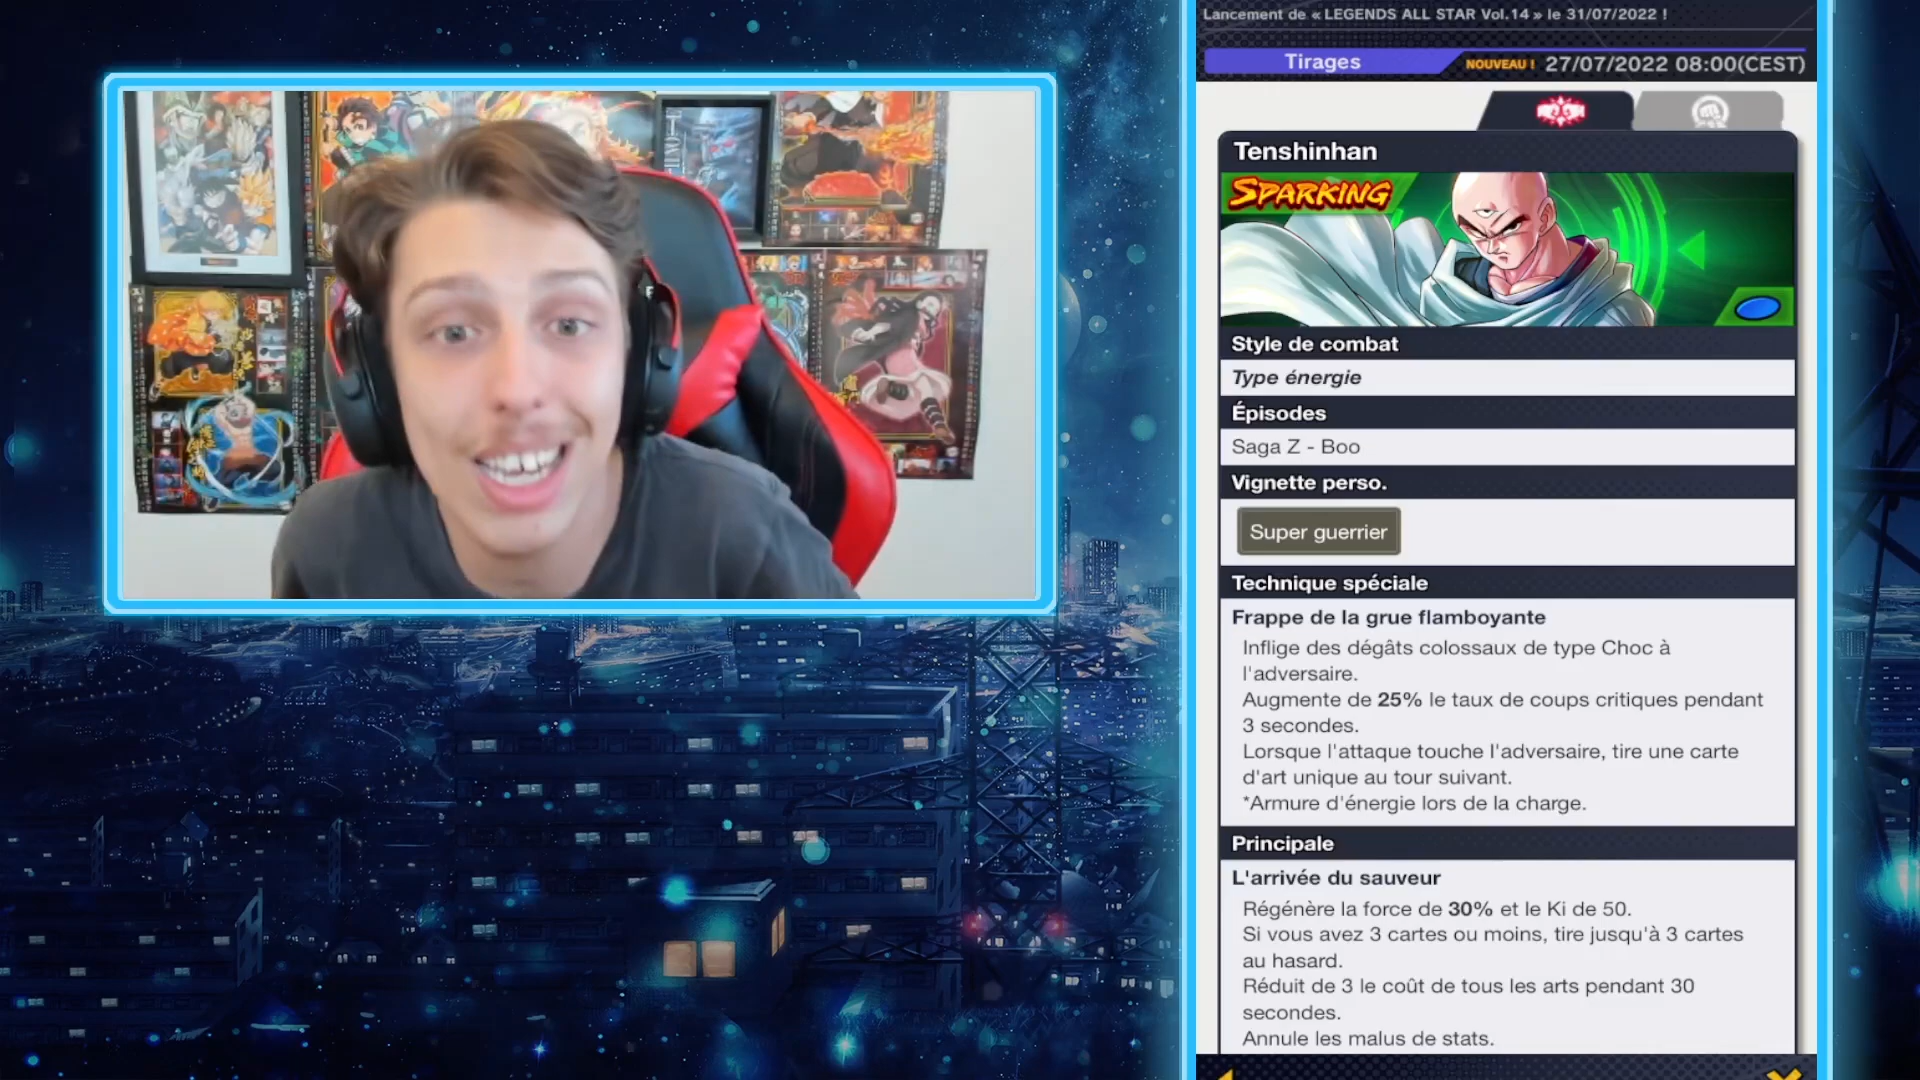 Lancement de « LEGENDS ALL STAR Vol.14 » le 31/07/2022 !
Tirages
NOUVEAU ! 27/07/2022 08:00(CEST)
Tenshinhan
SPARKING
Style de combat
Type énergie
Épisodes
Saga Z - Boo
Vignette perso.
Super guerrier
Technique spéciale
Frappe de la grue flamboyante
Inflige des dégâts colossaux de type Choc à
l'adversaire.
Augmente de 25% le taux de coups critiques pendant
3 secondes.
Lorsque l'attaque touche l'adversaire, tire une carte
d'art unique au tour suivant.
*Armure d'énergie lors de la charge.
Principale
L'arrivée du sauveur
Régénère la force de 30% et le Ki de 50.
Si vous avez 3 cartes ou moins, tire jusqu'à 3 cartes
au hasard.
Réduit de 3 le coût de tous les arts pendant 30
secondes.
Annule les malus de stats.